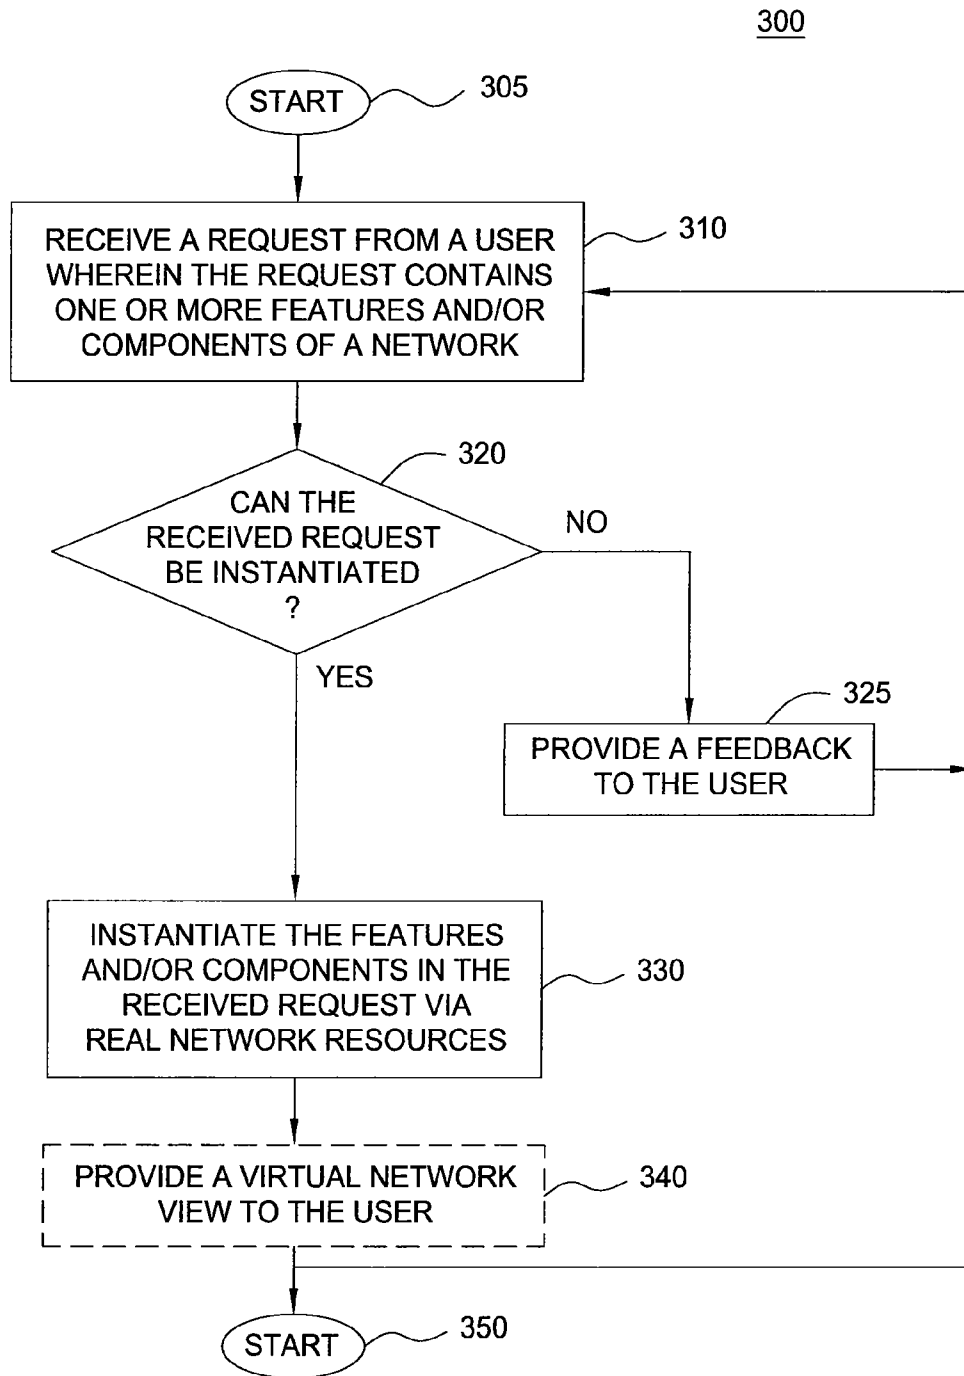 300
START
305
RECEIVE A REQUEST FROM A USER
WHEREIN THE REQUEST CONTAINS
ONE OR MORE FEATURES AND/OR
COMPONENTS OF A NETWORK
310
320
CAN THE
RECEIVED REQUEST
BE INSTANTIATED
?
NO
YES
325
PROVIDE A FEEDBACK
TO THE USER
INSTANTIATE THE FEATURES
AND/OR COMPONENTS IN THE
RECEIVED REQUEST VIA
REAL NETWORK RESOURCES
330
PROVIDE A VIRTUAL NETWORK
VIEW TO THE USER
340
START
350